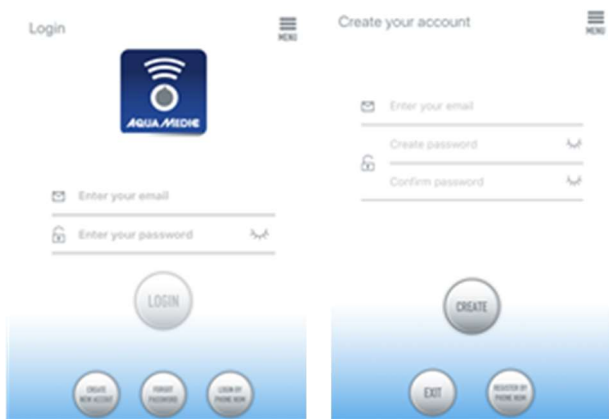 Login
MENU
AQUA MEDIC
Enter your email
Enter your password
LOGIN
CREATE
NEW ACCOUT
FORGOT
PASSWORD
LOGIN BY
PHONE NUM
Create your account
MENU
Enter your email
Create password
Confirm password
CREATE
EXIT
REGISTER BY
PHONE NUM